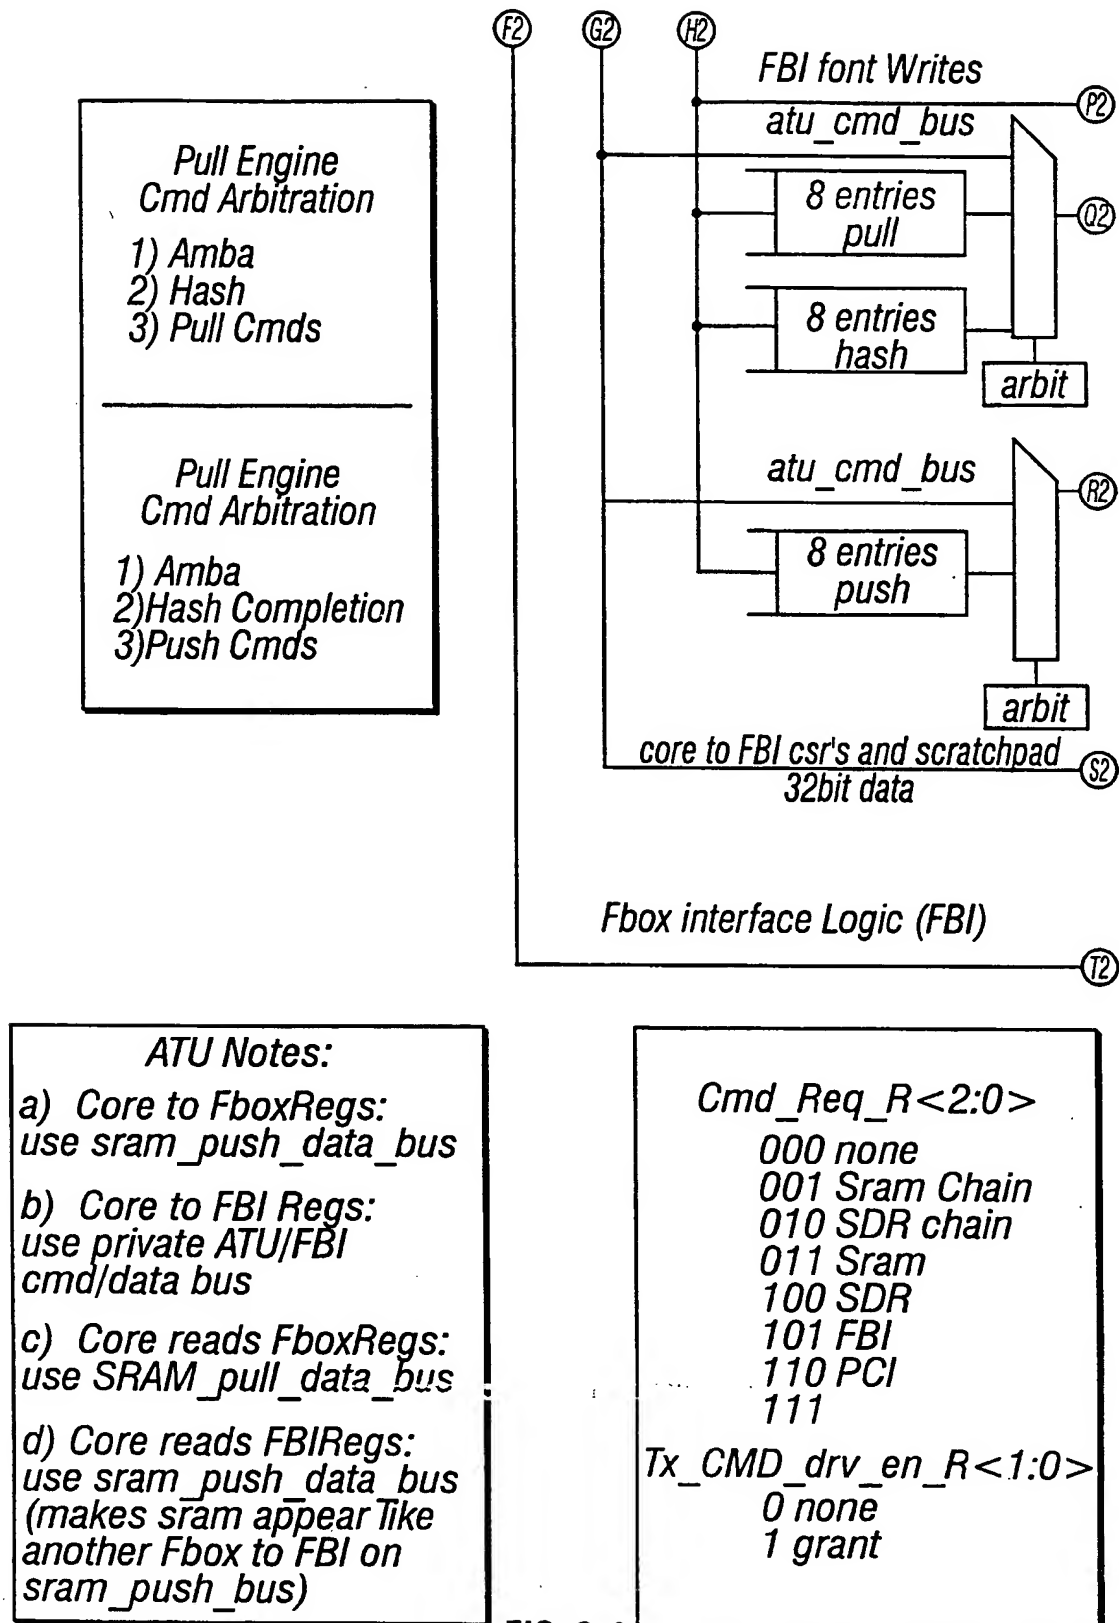 F2
G2
H2
FBI font Writes
P2
atu_cmd_bus
8 entries
pull
Q2
8 entries
hash
arbit
atu_cmd_bus
R2
8 entries
push
arbit
core to FBI csr's and scratchpad
32bit data
S2
Fbox interface Logic (FBI)
T2
Pull Engine
Cmd Arbitration
1) Amba
2) Hash
3) Pull Cmds
Pull Engine
Cmd Arbitration
1) Amba
2)Hash Completion
3)Push Cmds
ATU Notes:
a) Core to FboxRegs:
use sram_push_data_bus
b) Core to FBI Regs:
use private ATU/FBI
cmd/data bus
c) Core reads FboxRegs:
use SRAM_pull_data_bus
d) Core reads FBIRegs:
use sram_push_data_bus
(makes sram appear like
another Fbox to FBI on
sram_push_bus)
Cmd_Req_R<2:0>
000 none
001 Sram Chain
010 SDR chain
011 Sram
100 SDR
101 FBI
110 PCI
111
Tx_CMD_drv_en_R<1:0>
0 none
1 grant